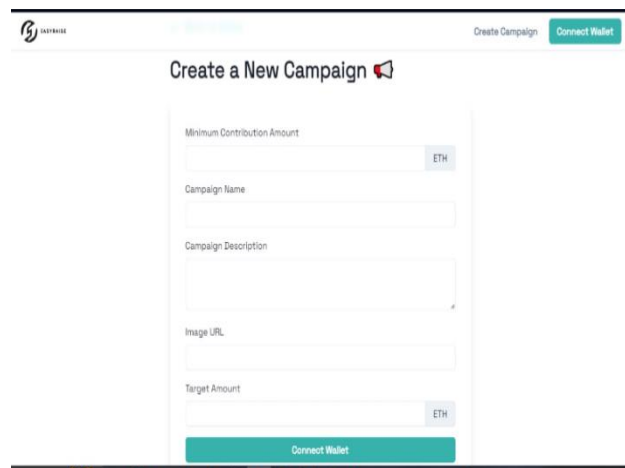 EASYRAISE
Create Campaign
Connect Wallet
Create a New Campaign
Minimum Contribution Amount
ETH
Campaign Name
Campaign Description
Image URL
Target Amount
ETH
Connect Wallet